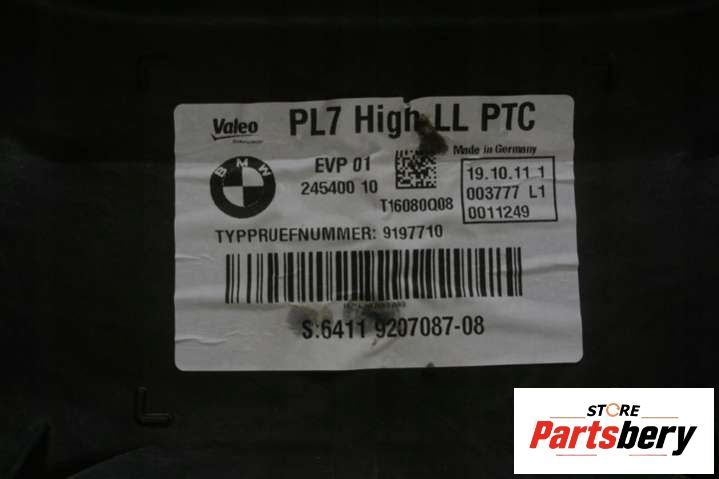 Valeo PL7 High LL PTC
Made in Germany
BMW
EVP 01
245400 10
T16080Q08
19.10.11 1
003777 L1
0011249
TYPPRUEFNUMMER: 9197710
S:6411 9207087-08
STORE
Partsbery